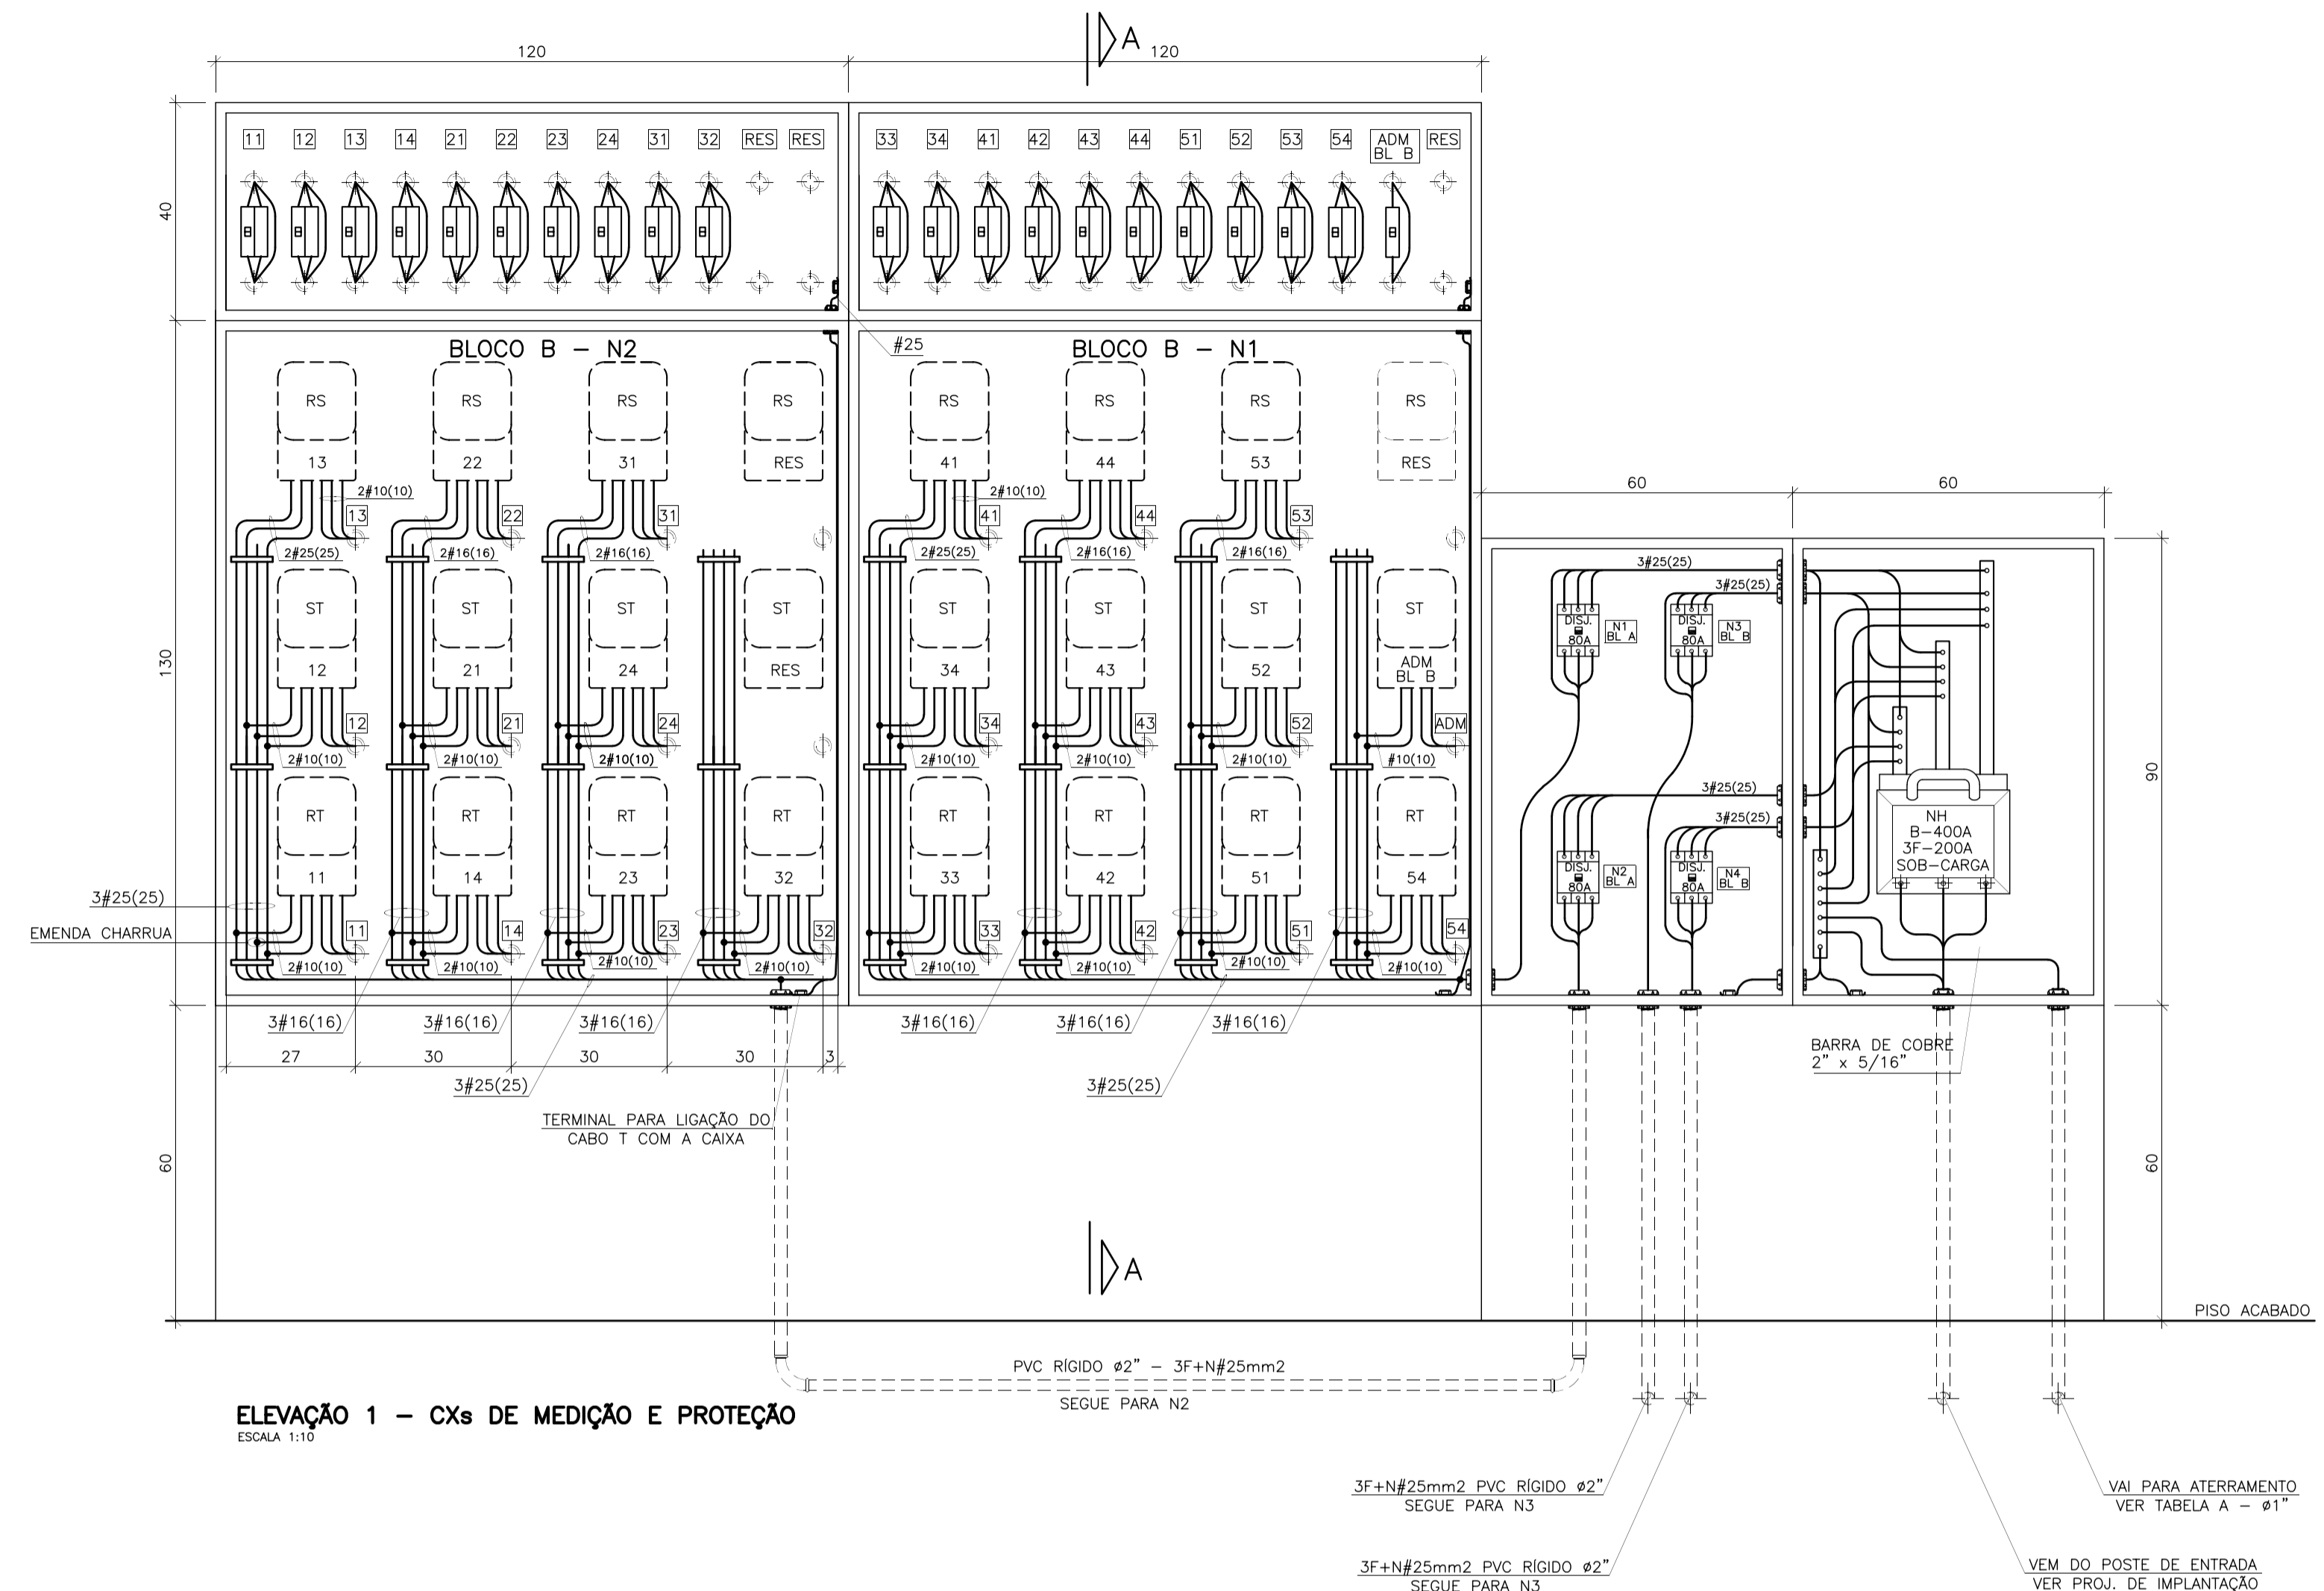 A
120 120
11 12 13 14 21 22 23 24 31 32 RES RES
33 34 41 42 43 44 51 52 53 54 ADM BL B RES
40
BLOCO B – N2
#25
BLOCO B – N1
RS RS RS RS RS RS RS RS
13 22 31 RES 41 44 53 RES
2#10(10) 2#10(10)
13 22 31 41 44 53
2#25(25) 2#16(16) 2#16(16) 2#25(25) 2#16(16) 2#16(16)
60 60
130
ST ST ST ST ST ST ST ST
12 21 24 RES 34 43 52 ADM
BL B
12 21 24 34 43 52 ADM
2#10(10) 2#10(10) 2#10(10) 2#10(10) 2#10(10) 2#10(10) #10(10)
RT RT RT RT RT RT RT RT
11 14 23 32 33 42 51 54
3#25(25)
EMENDA CHARRUA
11 14 23 32 33 42 51 54
2#10(10) 2#10(10) 2#10(10) 2#10(10) 2#10(10) 2#10(10) 2#10(10) 2#10(10)
3#16(16) 3#16(16) 3#16(16) 3#16(16) 3#16(16) 3#16(16)
27 30 30 30 3
3#25(25) 3#25(25)
TERMINAL PARA LIGAÇÃO DO
CABO T COM A CAIXA
60
3#25(25)
3#25(25)
DISJ.
80A
N1
BL A
DISJ.
80A
N3
BL B
3#25(25)
3#25(25)
DISJ.
80A
N2
BL A
DISJ.
80A
N4
BL B
NH
B-400A
3F-200A
SOB-CARGA
90
BARRA DE COBRE
2" x 5/16"
60
A
PISO ACABADO
PVC RÍGIDO ø2" – 3F+N#25mm2
SEGUE PARA N2
ELEVAÇÃO 1 – CXs DE MEDIÇÃO E PROTEÇÃO
ESCALA 1:10
3F+N#25mm2 PVC RÍGIDO ø2"
SEGUE PARA N3
VAI PARA ATERRAMENTO
VER TABELA A – ø1"
3F+N#25mm2 PVC RÍGIDO ø2"
SEGUE PARA N3
VEM DO POSTE DE ENTRADA
VER PROJ. DE IMPLANTAÇÃO